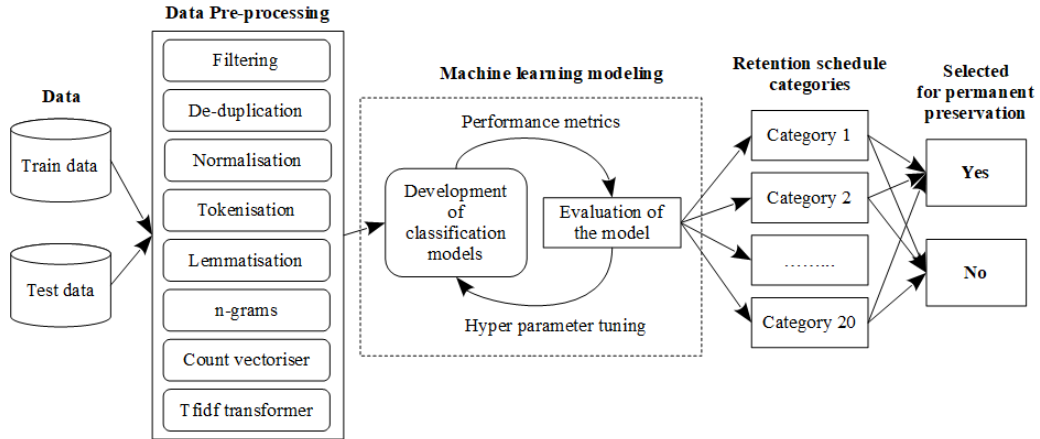 Data
Train data
Test data
Data Pre-processing
Filtering
De-duplication
Normalisation
Tokenisation
Lemmatisation
n-grams
Count vectoriser
Tfidf transformer
Machine learning modeling
Performance metrics
Development
of
classification
models
Evaluation of
the model
Hyper parameter tuning
Retention schedule
categories
Category 1
Category 2
.........
Category 20
Selected
for permanent
preservation
Yes
No